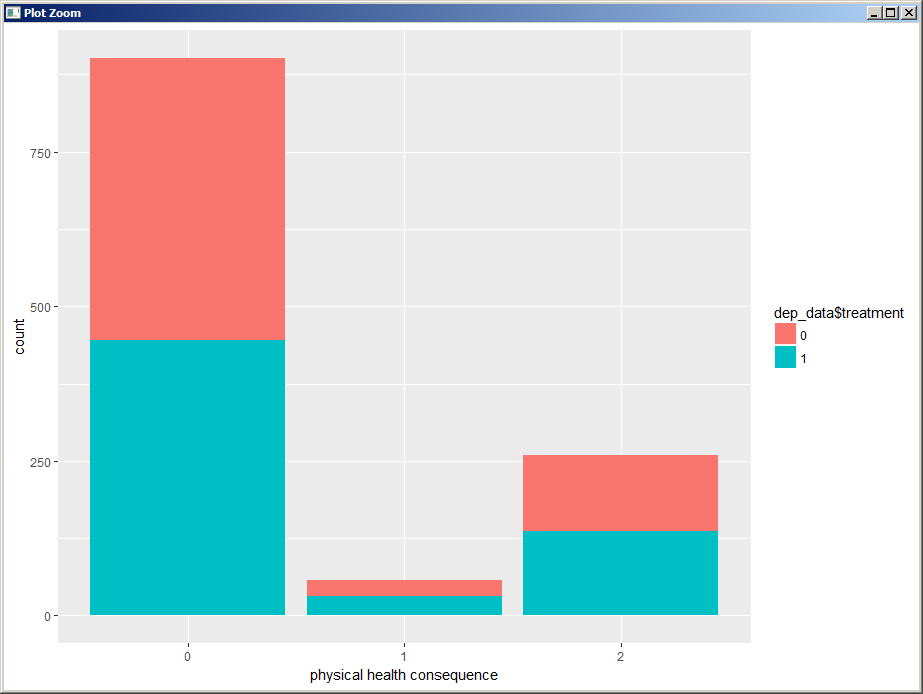 Plot Zoom
count
750
500
250
0
0
1
2
physical health consequence
dep_data$treatment
0
1